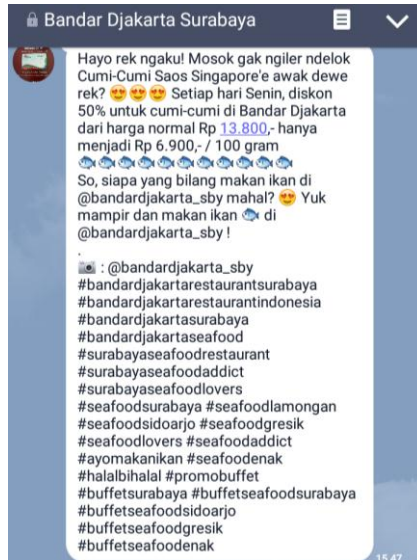 Bandar Djakarta Surabaya
Hayo rek ngaku! Mosok gak ngiler ndelok
Cumi-Cumi Saos Singapore'e awak dewe
rek? 😍 😍 😍 Setiap hari Senin, diskon
50% untuk cumi-cumi di Bandar Djakarta
dari harga normal Rp 13.800,- hanya
menjadi Rp 6.900,- / 100 gram
🐟🐟🐟🐟🐟🐟🐟🐟🐟🐟🐟
So, siapa yang bilang makan ikan di
@bandardjakarta_sby mahal? 😍 Yuk
mampir dan makan ikan 🐟 di
@bandardjakarta_sby !
.
📷 : @bandardjakarta_sby
#bandardjakartarestaurantsurabaya
#bandardjakartarestaurantindonesia
#bandardjakartasurabaya
#bandardjakartaseafood
#surabayaseafoodrestaurant
#surabayaseafoodaddict
#surabayaseafoodlovers
#seafoodsurabaya #seafoodlamongan
#seafoodsidoarjo #seafoodgresik
#seafoodlovers #seafoodaddict
#ayomakanikan #seafoodenak
#halalbihalal #promobuffet
#buffetsurabaya #buffetseafoodsurabaya
#buffetseafoodsidoarjo
#buffetseafoodgresik
#buffetseafoodenak
15.47